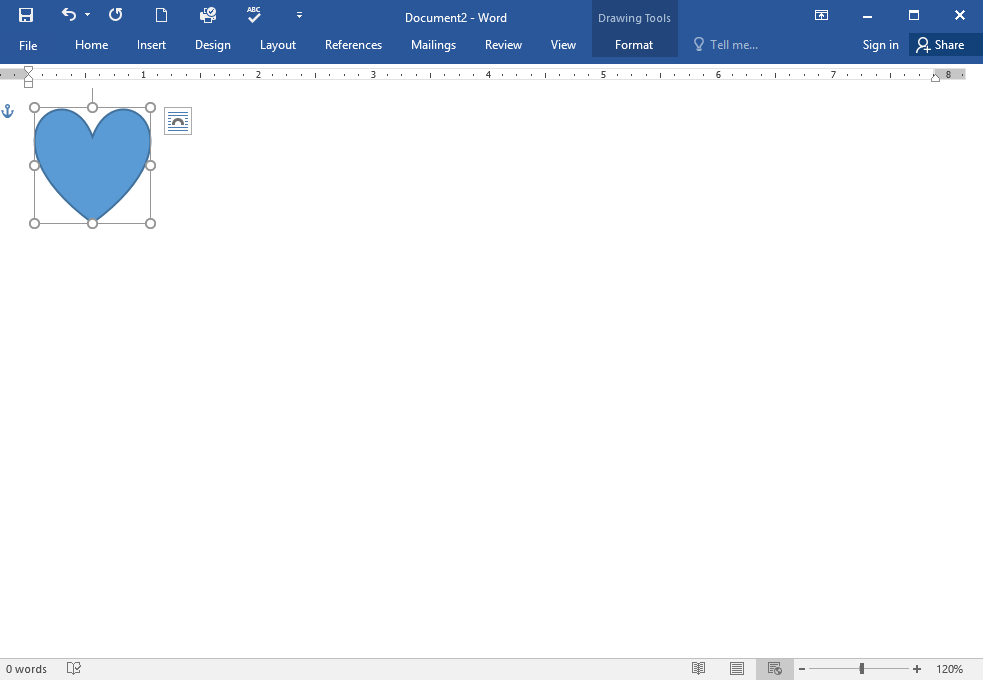 ABC
Document2 - Word
Drawing Tools
File Home Insert Design Layout References Mailings Review View Format Tell me... Sign in Share
1 2 3 4 5 6 7 8
0 words 120%